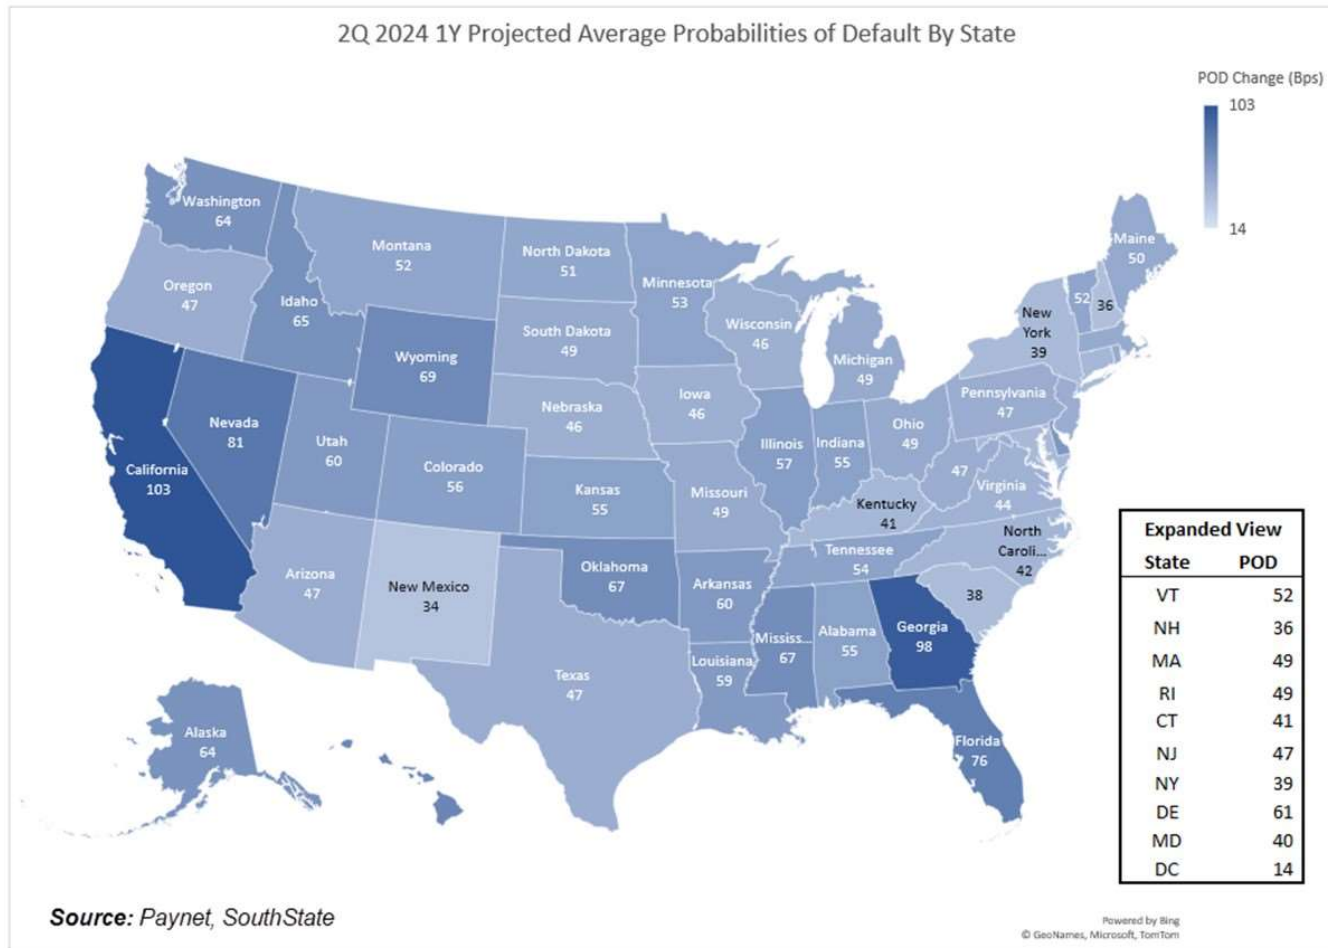 2Q 2024 1Y Projected Average Probabilities of Default By State
POD Change (Bps)
103
14
Washington
64
Oregon
47
Idaho
65
Montana
52
North Dakota
51
Minnesota
53
South Dakota
49
Wyoming
69
Wisconsin
46
Michigan
49
Maine
50
52
36
New
York
39
California
103
Nevada
81
Utah
60
Colorado
56
Nebraska
46
Iowa
46
Kansas
55
Missouri
49
Illinois
57
Indiana
55
Ohio
49
Pennsylvania
47
47
Virginia
44
Kentucky
41
North
Caroli...
42
Tennessee
54
38
Arizona
47
New Mexico
34
Oklahoma
67
Arkansas
60
Mississ...
67
Alabama
55
Georgia
98
Louisiana
59
Texas
47
Florida
76
Alaska
64
Expanded View
State POD
VT 52
NH 36
MA 49
RI 49
CT 41
NJ 47
NY 39
DE 61
MD 40
DC 14
Source: Paynet, SouthState
Powered by Bing
© GeoNames, Microsoft, TomTom